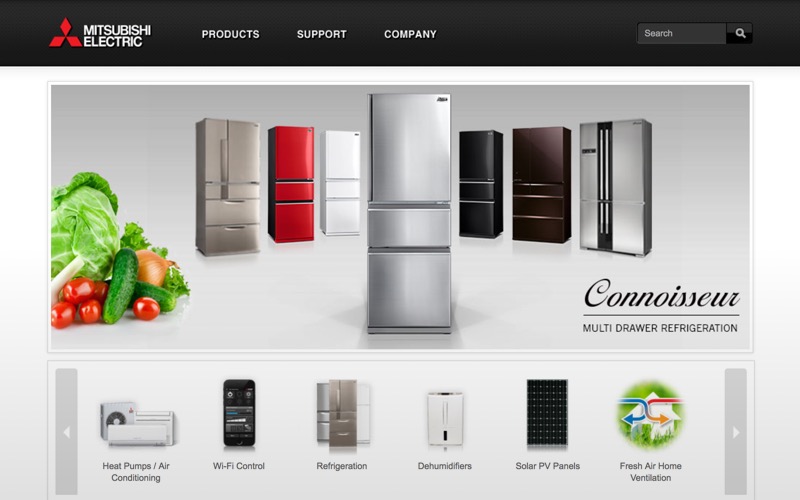 MITSUBISHI
ELECTRIC
PRODUCTS
SUPPORT
COMPANY
Search
Connoisseur
MULTI DRAWER REFRIGERATION
Heat Pumps / Air
Conditioning
Wi-Fi Control
Refrigeration
Dehumidifiers
Solar PV Panels
Fresh Air Home
Ventilation